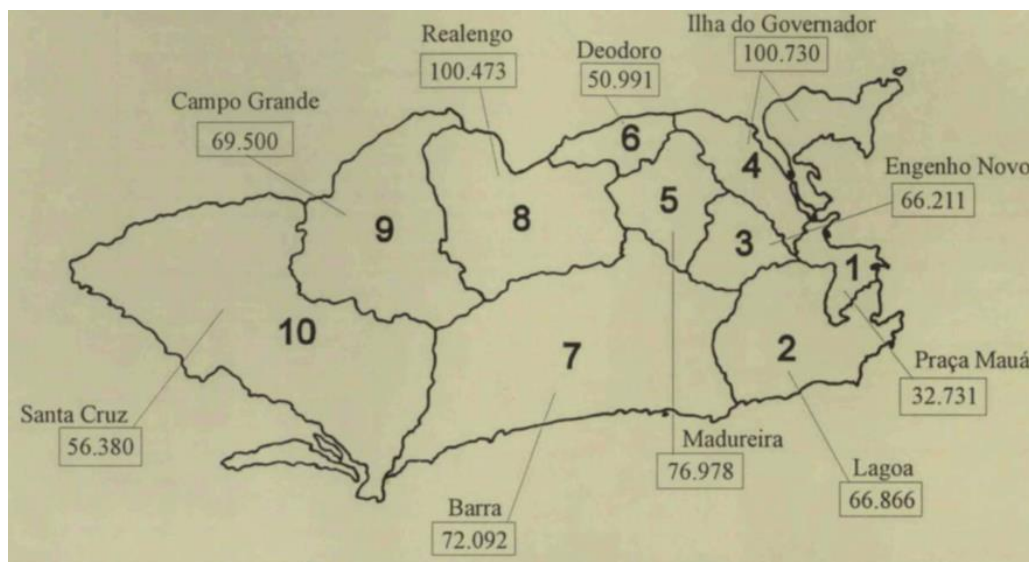 Ilha do Governador
100.730
Realengo
100.473
Deodoro
50.991
Campo Grande
69.500
6
4
Engenho Novo
66.211
5
9
8
3
1
10
7
2
Praça Mauá
32.731
Santa Cruz
56.380
Madureira
76.978
Lagoa
66.866
Barra
72.092